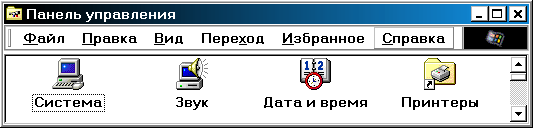 Панель управления
Файл Правка Вид Переход Избранное Справка
Система Звук Дата и время Принтеры